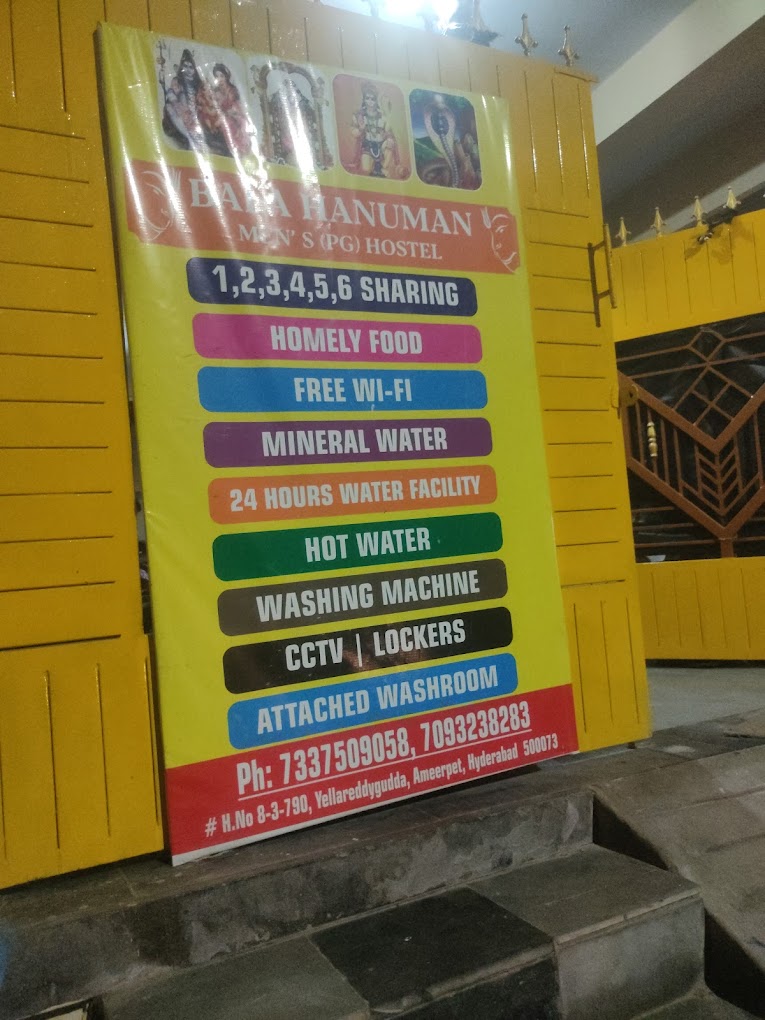 BABA HANUMAN
MEN' S (PG) HOSTEL
1,2,3,4,5,6 SHARING
HOMELY FOOD
FREE WI-FI
MINERAL WATER
24 HOURS WATER FACILITY
HOT WATER
WASHING MACHINE
CCTV | LOCKERS
ATTACHED WASHROOM
Ph: 7337509058, 7093238283
# H.No 8-3-790, Yellareddygudda, Ameerpet, Hyderabad 500073